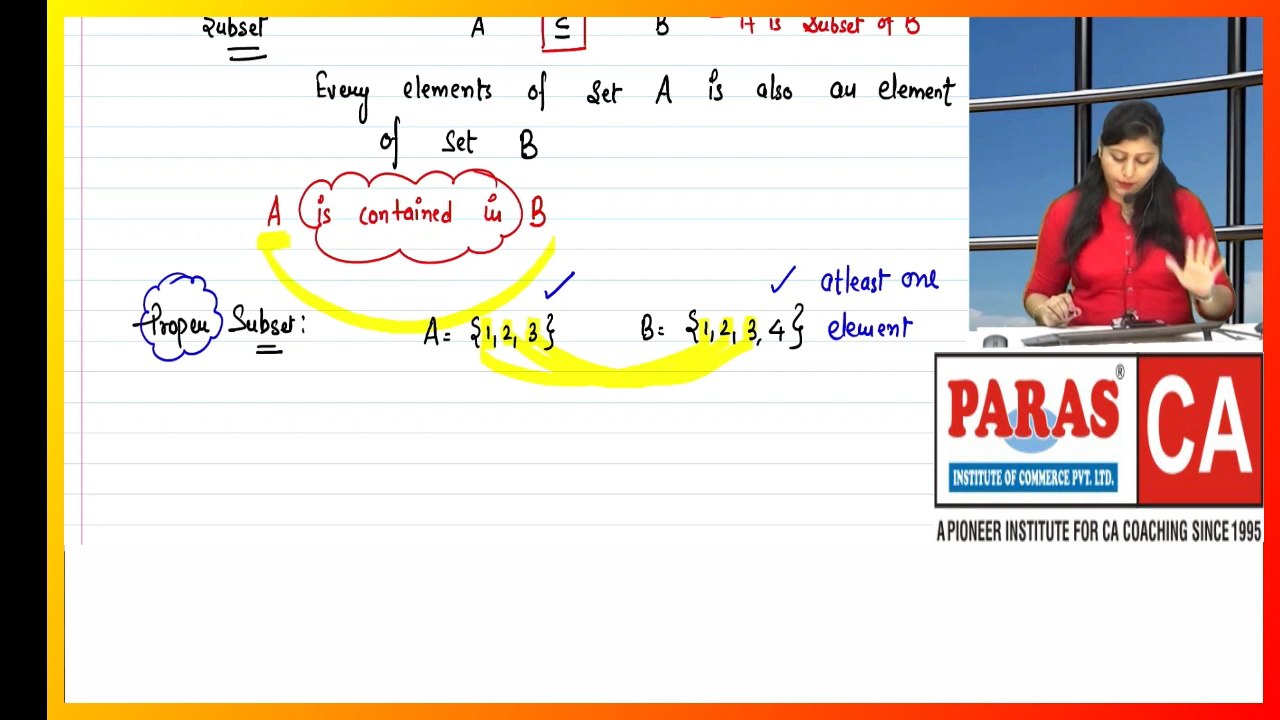 Subset A ⊆ B It is Subset of B
Every elements of set A is also an element
of set B
A is contained in B
Proper Subset: A= {1, 2, 3} B= {1, 2, 3, 4} atleast one
element
PARAS®
INSTITUTE OF COMMERCE PVT. LTD.
CA
A PIONEER INSTITUTE FOR CA COACHING SINCE 1995